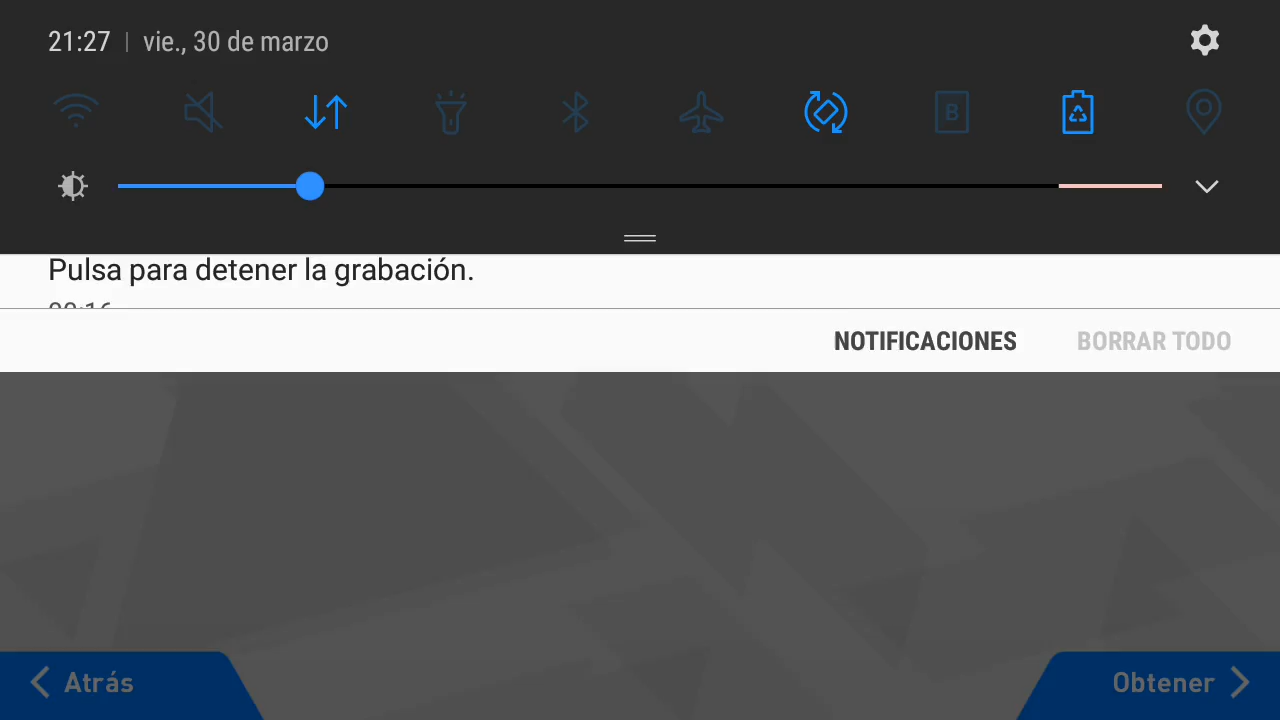 21:27 | vie., 30 de marzo
B
Pulsa para detener la grabación.
NOTIFICACIONES
BORRAR TODO
Atrás
Obtener